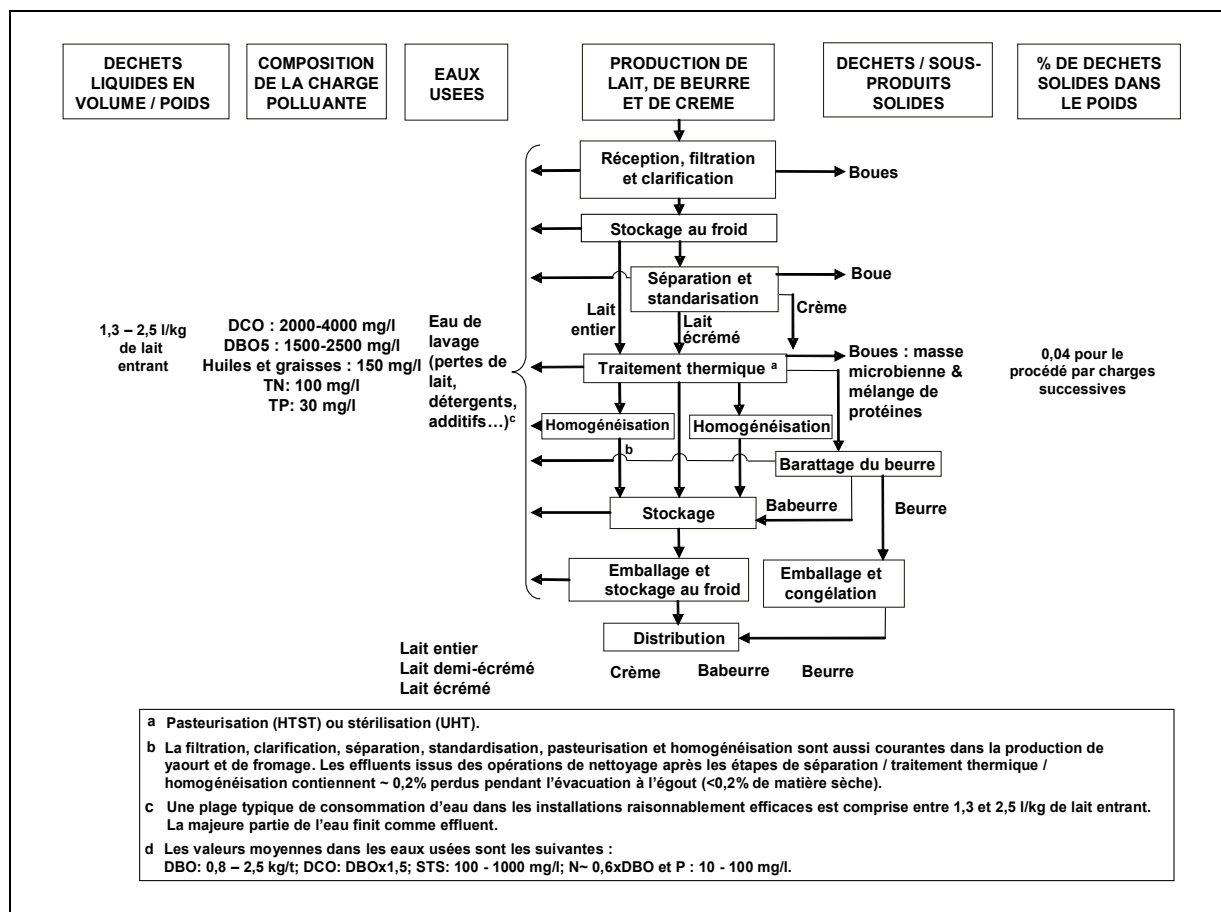 DECHETS
LIQUIDES EN
VOLUME / POIDS
COMPOSITION
DE LA CHARGE
POLLUANTE
EAUX
USEES
PRODUCTION DE
LAIT, DE BEURRE
ET DE CREME
DECHETS / SOUS-
PRODUITS
SOLIDES
% DE DECHETS
SOLIDES DANS
LE POIDS
Réception, filtration
et clarification
Boues
Stockage au froid
Séparation et
standarisation
Boue
Crème
Lait
entier
Lait
écrémé
1,3 – 2,5 l/kg
de lait
entrant
DCO : 2000-4000 mg/l
DBO5 : 1500-2500 mg/l
Huiles et graisses : 150 mg/l
TN: 100 mg/l
TP: 30 mg/l
Eau de
lavage
(pertes de
lait,
détergents,
additifs…)c
Traitement thermique a
Boues : masse
microbienne &
mélange de
protéines
0,04 pour le
procédé par charges
successives
Homogénéisation
Homogénéisation
b
Barattage du beurre
Stockage
Babeurre
Beurre
Emballage et
stockage au froid
Emballage et
congélation
Distribution
Lait entier
Lait demi-écrémé
Lait écrémé
Crème
Babeurre
Beurre
a Pasteurisation (HTST) ou stérilisation (UHT).
b La filtration, clarification, séparation, standardisation, pasteurisation et homogénéisation sont aussi courantes dans la production de
yaourt et de fromage. Les effluents issus des opérations de nettoyage après les étapes de séparation / traitement thermique /
homogénéisation contiennent ~ 0,2% perdus pendant l'évacuation à l'égout (<0,2% de matière sèche).
c Une plage typique de consommation d'eau dans les installations raisonnablement efficaces est comprise entre 1,3 et 2,5 l/kg de lait entrant.
La majeure partie de l'eau finit comme effluent.
d Les valeurs moyennes dans les eaux usées sont les suivantes :
DBO: 0,8 – 2,5 kg/t; DCO: DBOx1,5; STS: 100 - 1000 mg/l; N~ 0,6xDBO et P : 10 - 100 mg/l.